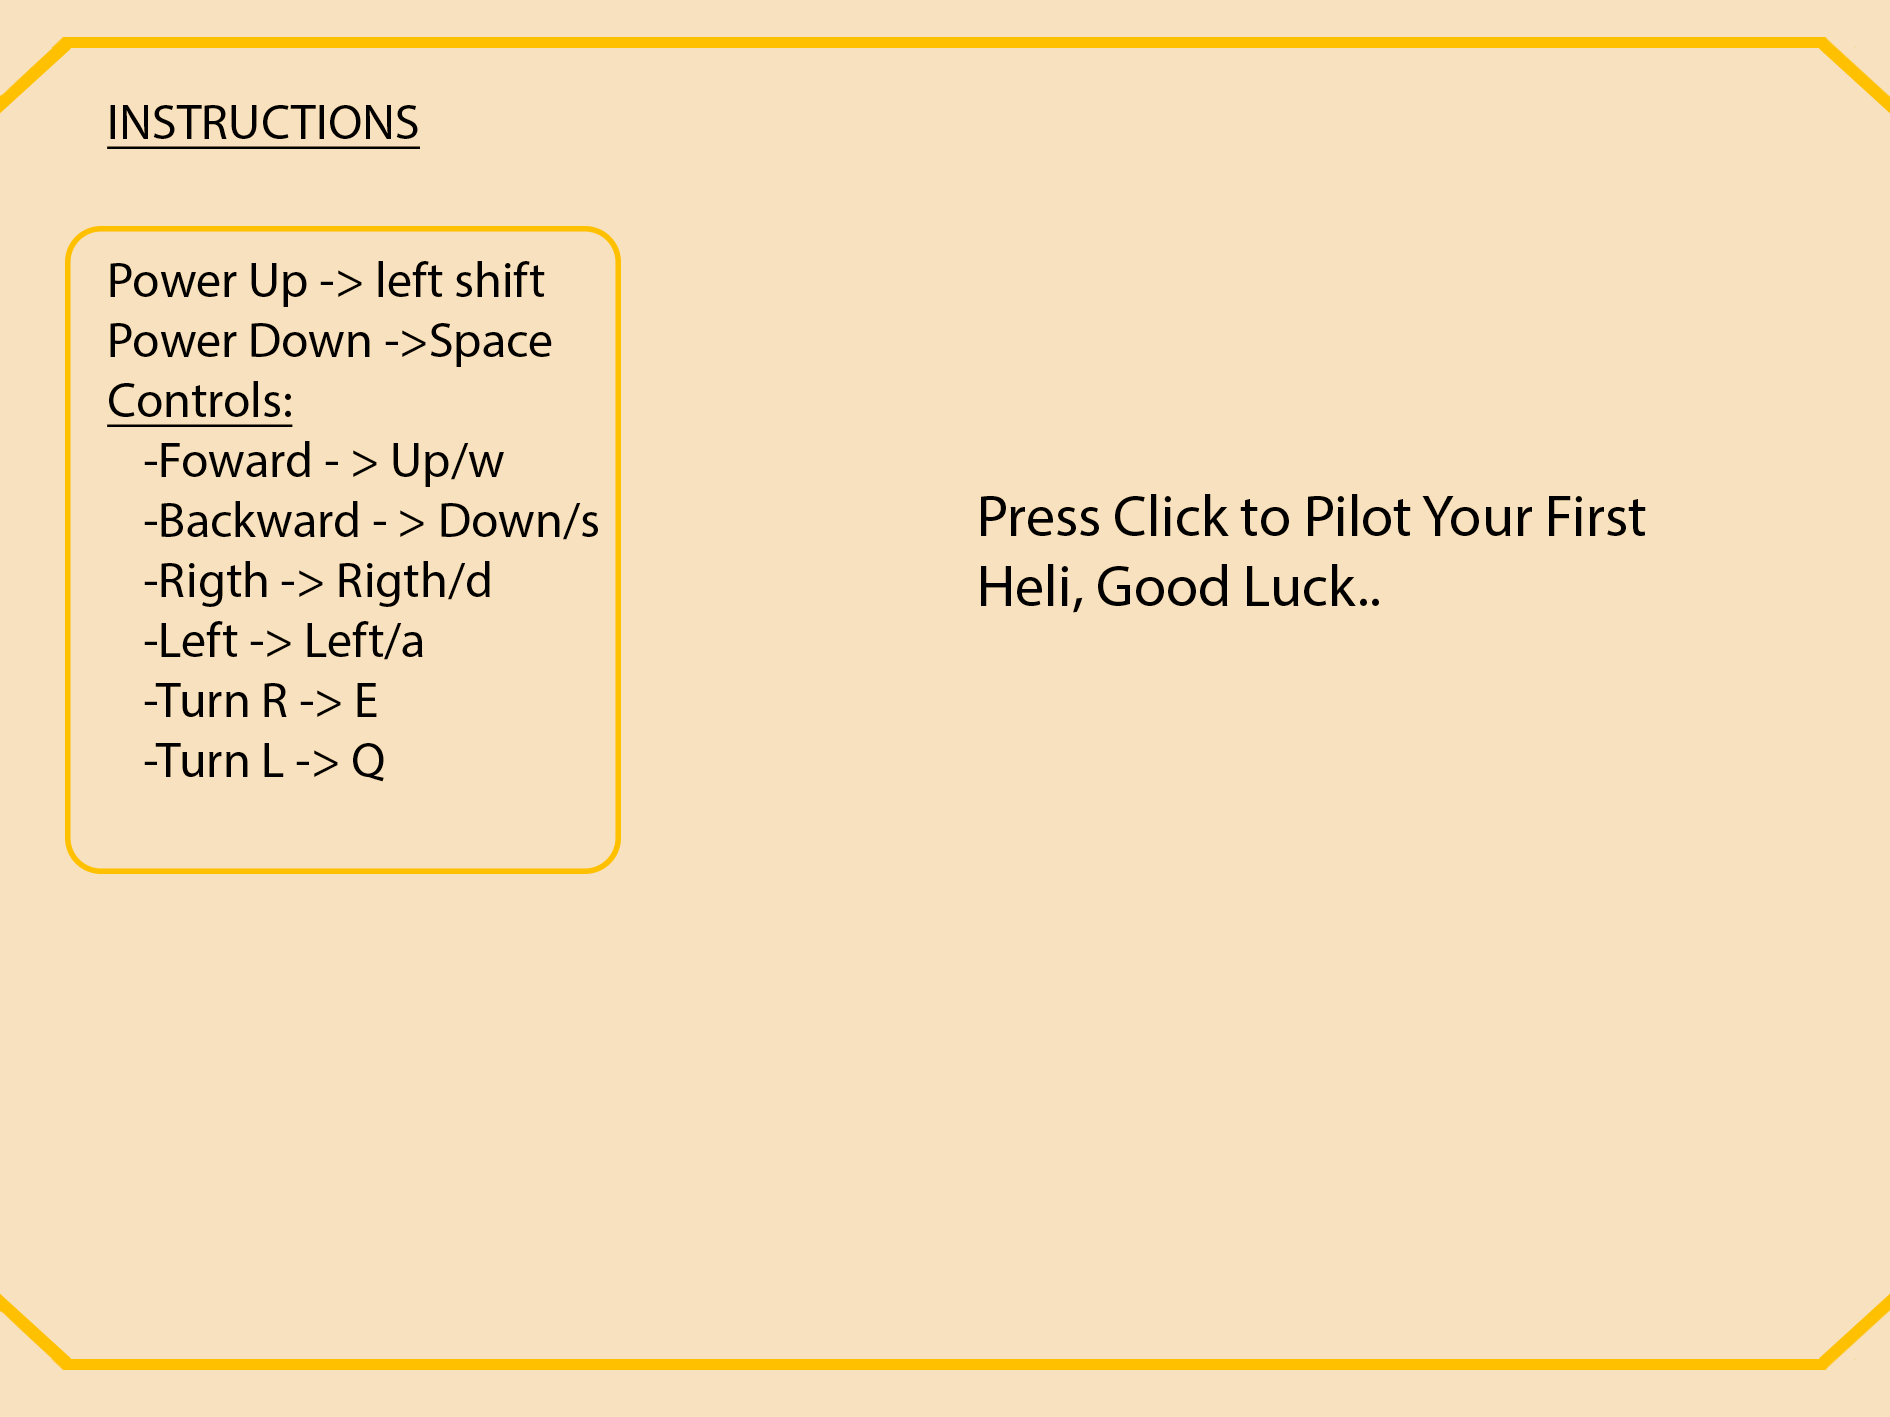 INSTRUCTIONS
Power Up -> left shift
Power Down ->Space
Controls:
-Foward - > Up/w
-Backward - > Down/s
-Rigth -> Rigth/d
-Left -> Left/a
-Turn R -> E
-Turn L -> Q
Press Click to Pilot Your First
Heli, Good Luck..